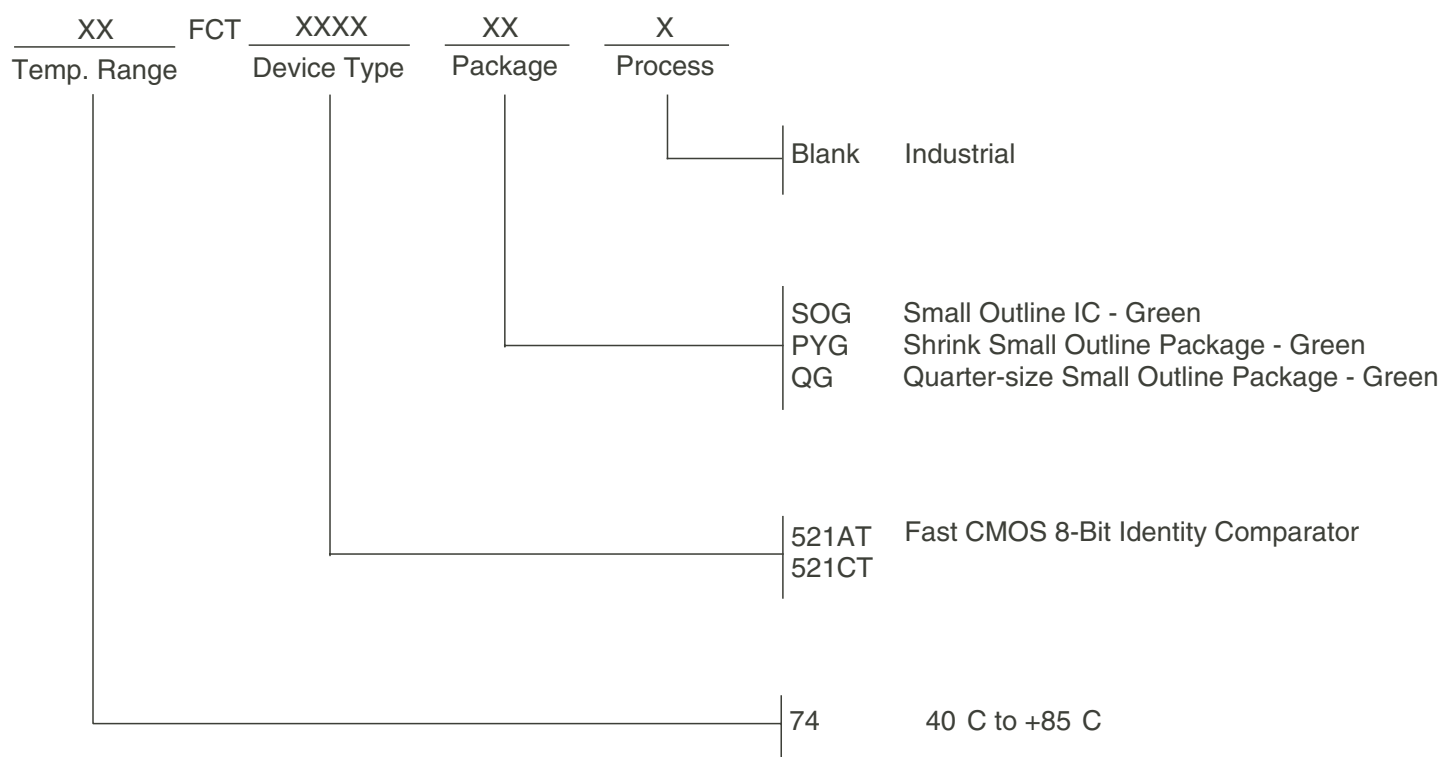 XX FCT XXXX XX X
Temp. Range Device Type Package Process
Blank Industrial
SOG Small Outline IC - Green
PYG Shrink Small Outline Package - Green
QG Quarter-size Small Outline Package - Green
521AT Fast CMOS 8-Bit Identity Comparator
521CT
74 40 C to +85 C